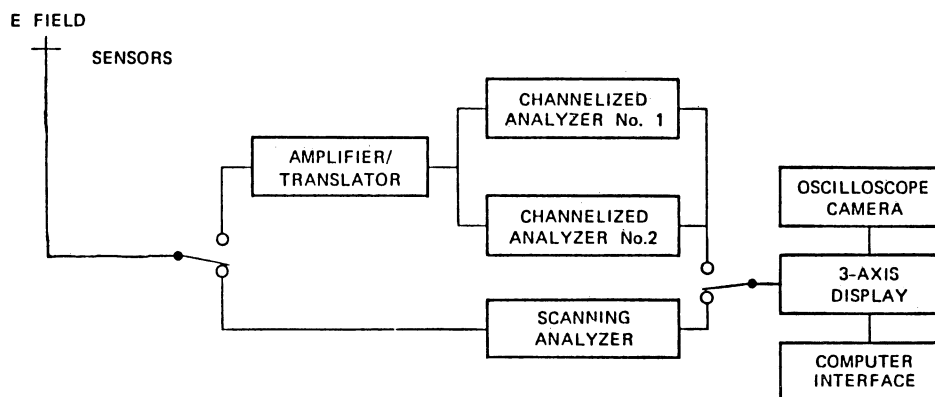 E FIELD
SENSORS
CHANNELIZED
ANALYZER No. 1
AMPLIFIER/
TRANSLATOR
CHANNELIZED
ANALYZER No.2
OSCILLOSCOPE
CAMERA
3-AXIS
DISPLAY
SCANNING
ANALYZER
COMPUTER
INTERFACE